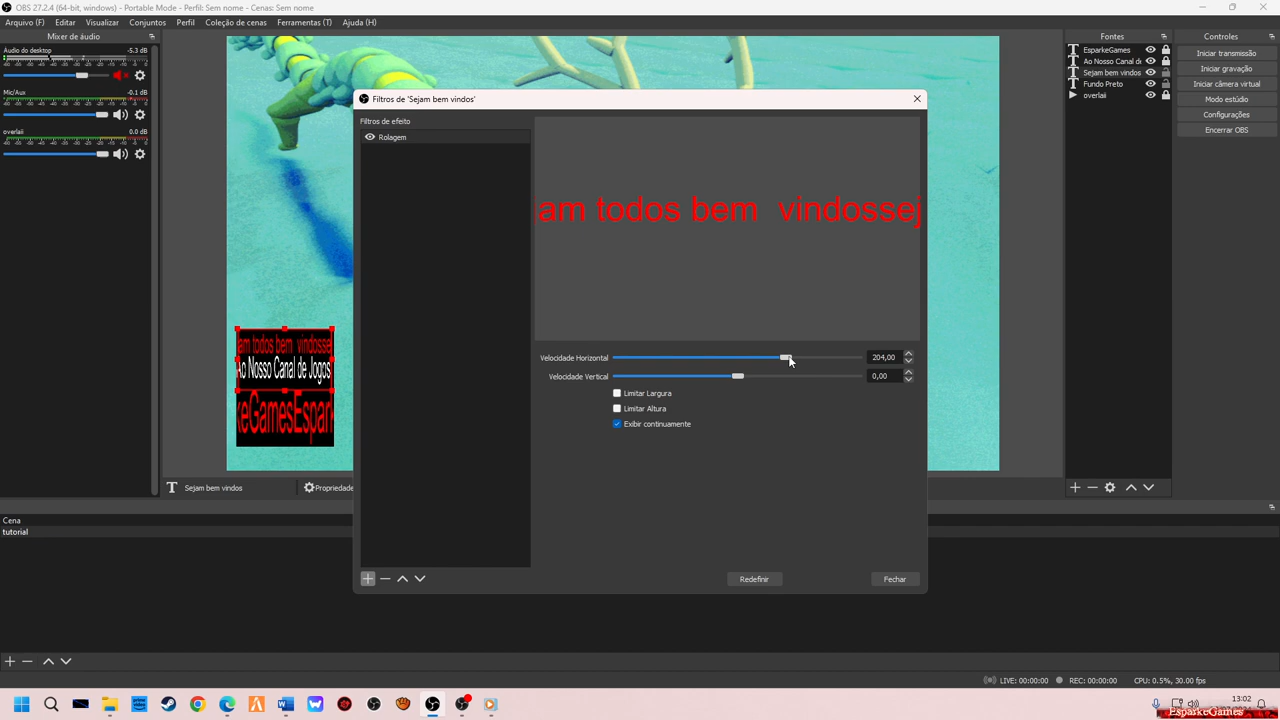 OBS 27.2.4 (64-bit, windows) - Portable Mode - Perfil: Sem nome - Cenas: Sem nome
Arquivo (F) Editar Visualizar Conjuntos Perfil Coleção de cenas Ferramentas (T) Ajuda (H)
Mixer de áudio
Áudio do desktop -5.3 dB
Mic/Aux -0.1 dB
overlaii 0.0 dB
Filtros de 'Sejam bem vindos'
Filtros de efeito
Rolagem
am todos bem vindossej
Velocidade Horizontal 204,00
Velocidade Vertical 0,00
Limitar Largura
Limitar Altura
Exibir continuamente
Redefinir
Fechar
am todos bem vindosse
Ao Nosso Canal de Jogos
keGamesEspark
Sejam bem vindos
Propriedade
Fontes
EsparkeGames
Ao Nosso Canal de
Sejam bem vindos
Fundo Preto
overlaii
Controles
Iniciar transmissão
Iniciar gravação
Iniciar câmera virtual
Modo estúdio
Configurações
Encerrar OBS
Cena
tutorial
LIVE: 00:00:00 REC: 00:00:00 CPU: 0.5%, 30.00 fps
13:02
EsparkeGames